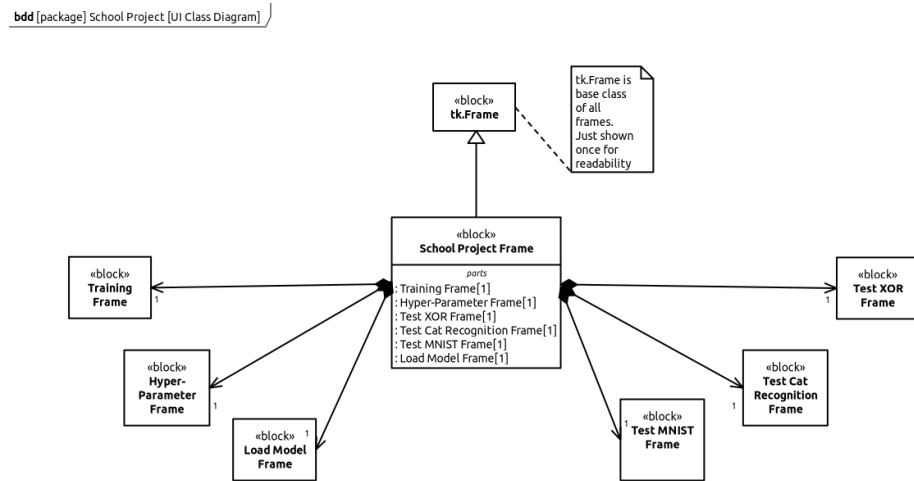 bdd [package] School Project [UI Class Diagram]
«block»
tk.Frame
tk.Frame is
base class
of all
frames.
Just shown
once for
readability
«block»
School Project Frame
parts
: Training Frame[1]
: Hyper-Parameter Frame[1]
: Test XOR Frame[1]
: Test Cat Recognition Frame[1]
: Test MNIST Frame[1]
: Load Model Frame[1]
«block»
Training
Frame
1
«block»
Test XOR
Frame
1
«block»
Hyper-
Parameter
Frame
1
«block»
Test Cat
Recognition
Frame
1
«block»
Load Model
Frame
1
«block»
Test MNIST
Frame
1